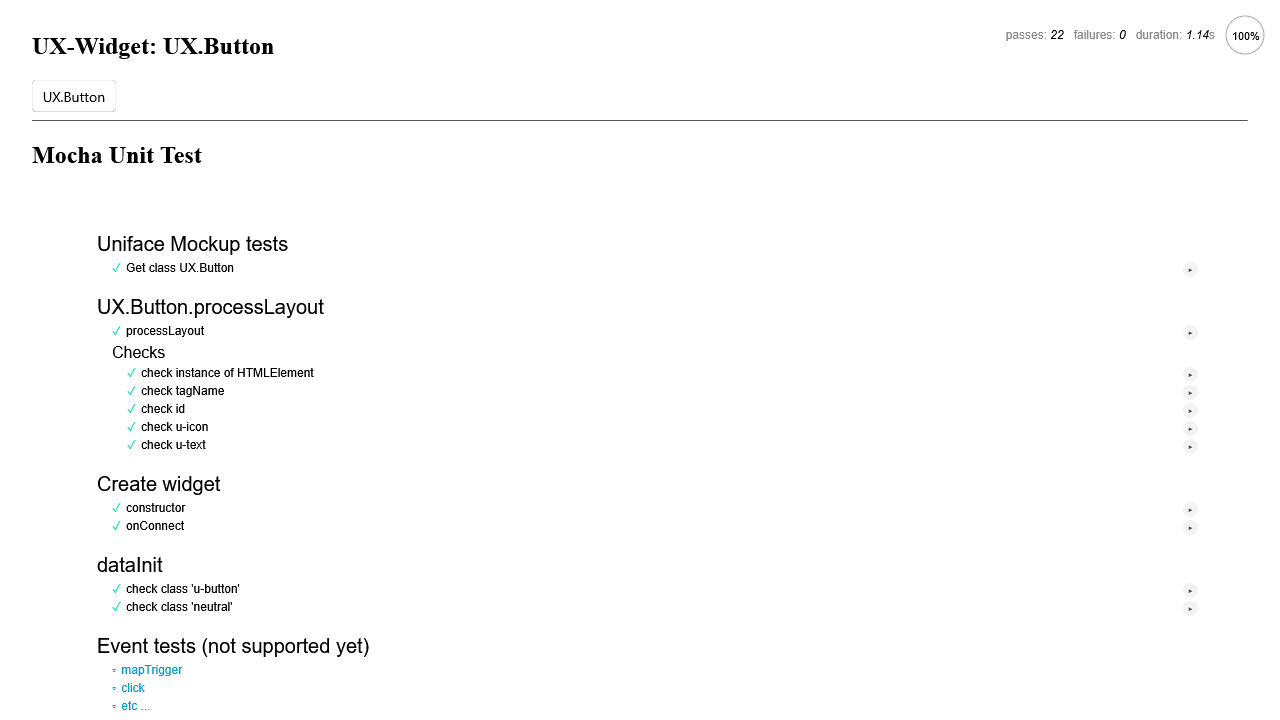 UX-Widget: UX.Button
passes: 22 failures: 0 duration: 1.14s 100%
UX.Button
Mocha Unit Test
Uniface Mockup tests
✓ Get class UX.Button
UX.Button.processLayout
✓ processLayout
Checks
✓ check instance of HTMLElement
✓ check tagName
✓ check id
✓ check u-icon
✓ check u-text
Create widget
✓ constructor
✓ onConnect
dataInit
✓ check class 'u-button'
✓ check class 'neutral'
Event tests (not supported yet)
mapTrigger
click
etc ...